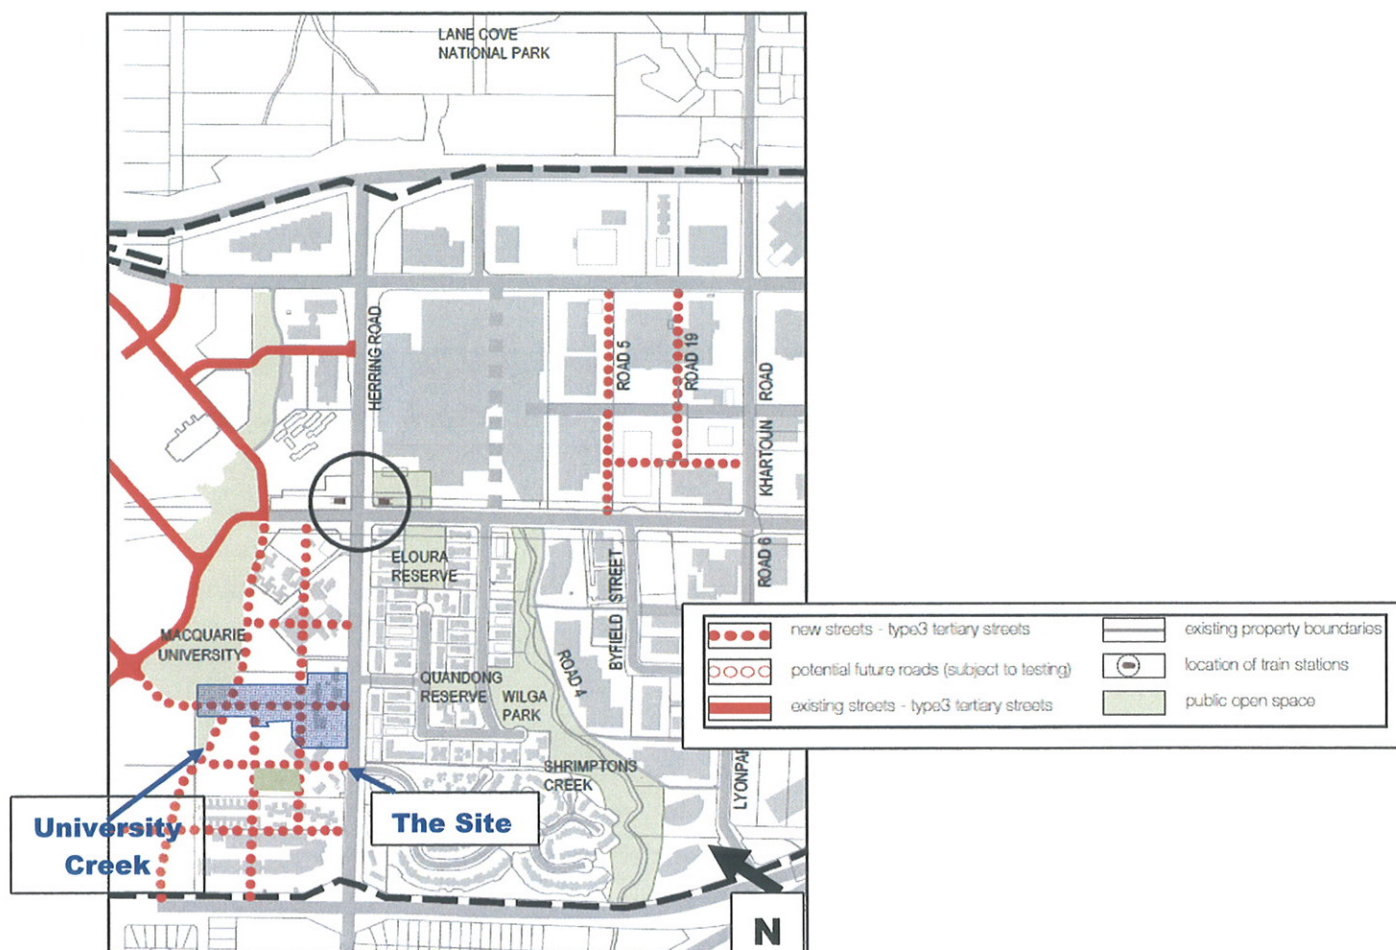 LANE COVE
NATIONAL PARK
HERRING ROAD
ROAD 5
ROAD 19
KHARTOUN ROAD
ROAD 6
ELOURA
RESERVE
BYFIELD STREET
MACQUARIE
UNIVERSITY
QUANDONG
RESERVE
WILGA
PARK
ROAD 4
SHRIMPTONS
CREEK
LYONPAR
University
Creek
The Site
N
new streets - type3 tertiary streets
potential future roads (subject to testing)
existing streets - type3 tertiary streets
existing property boundaries
location of train stations
public open space